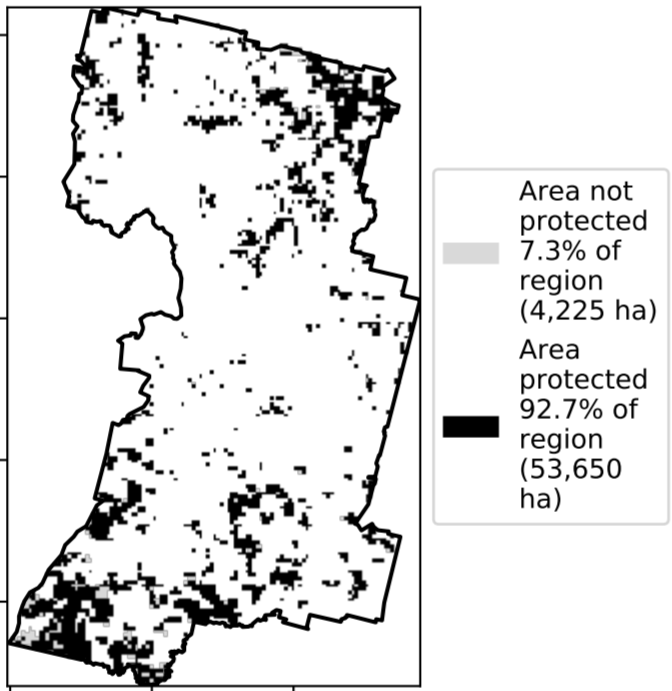 Area not
protected
7.3% of
region
(4,225 ha)
Area
protected
92.7% of
region
(53,650
ha)